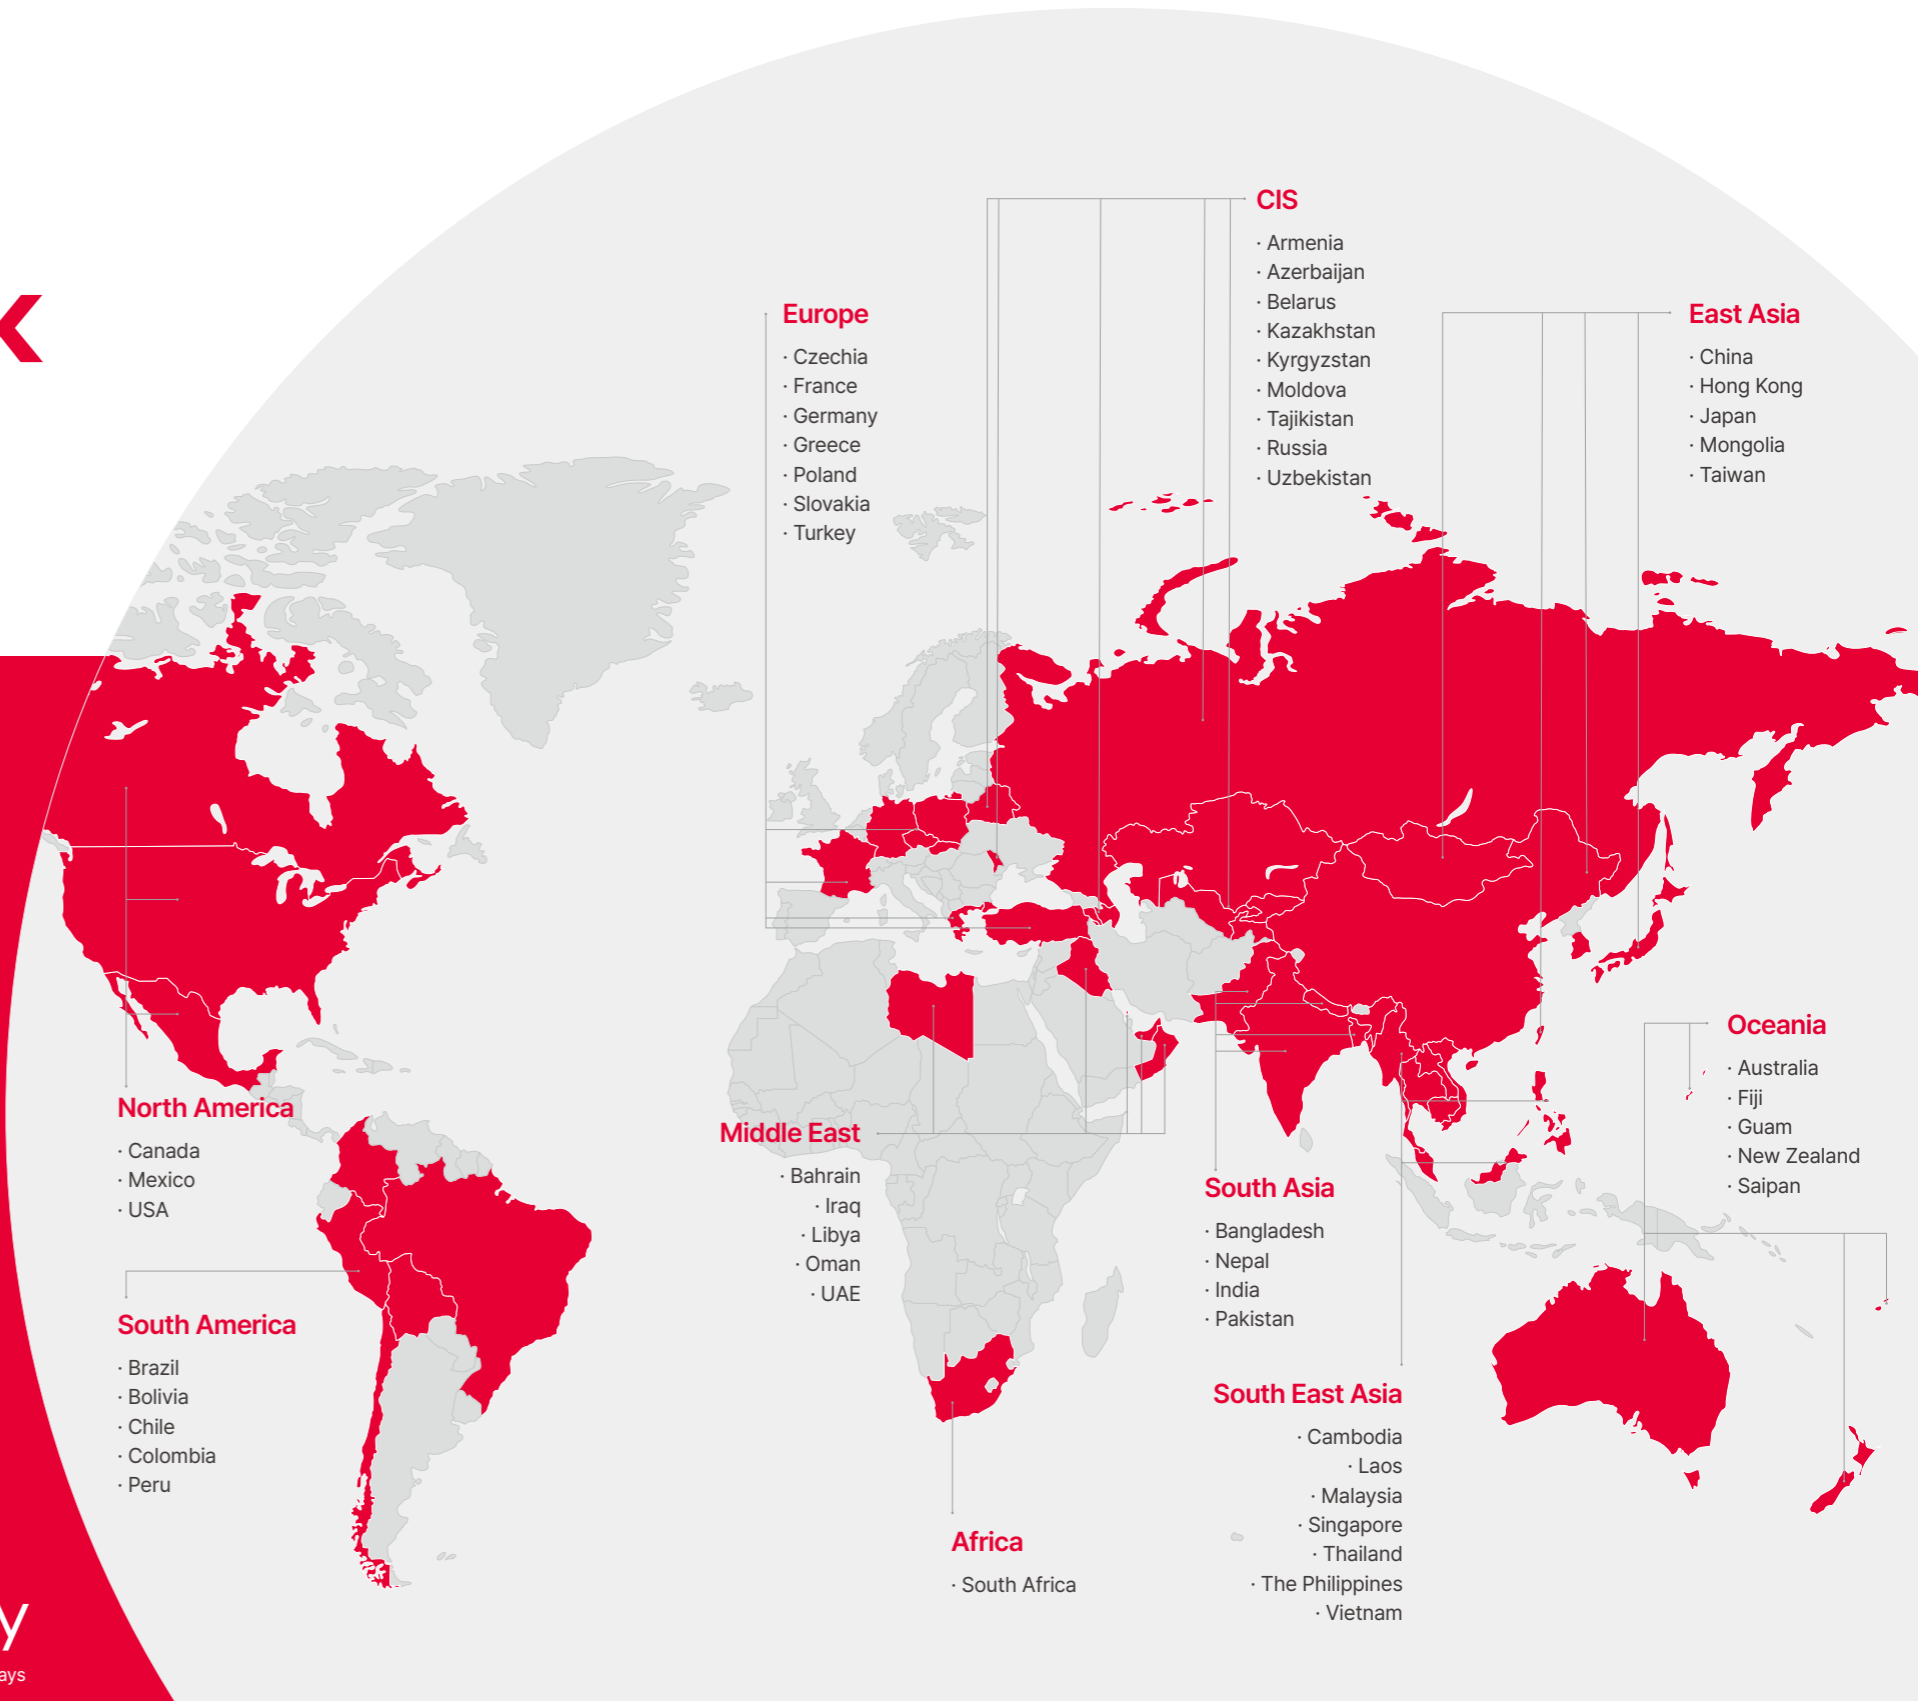 CIS
· Armenia
· Azerbaijan
· Belarus
· Kazakhstan
· Kyrgyzstan
· Moldova
· Tajikistan
· Russia
· Uzbekistan
Europe
· Czechia
· France
· Germany
· Greece
· Poland
· Slovakia
· Turkey
East Asia
· China
· Hong Kong
· Japan
· Mongolia
· Taiwan
North America
· Canada
· Mexico
· USA
South America
· Brazil
· Bolivia
· Chile
· Colombia
· Peru
Middle East
· Bahrain
· Iraq
· Libya
· Oman
· UAE
Africa
· South Africa
South Asia
· Bangladesh
· Nepal
· India
· Pakistan
South East Asia
· Cambodia
· Laos
· Malaysia
· Singapore
· Thailand
· The Philippines
· Vietnam
Oceania
· Australia
· Fiji
· Guam
· New Zealand
· Saipan
y
ays